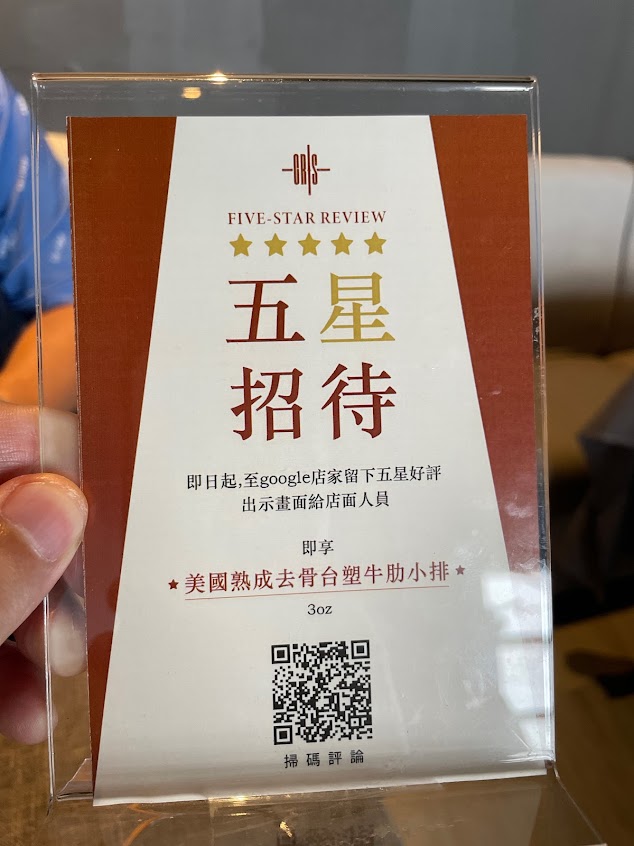 CRIS
FIVE-STAR REVIEW
五星
招待
即日起,至google店家留下五星好評
出示畫面給店面人員
即享
美國熟成去骨台塑牛肋小排
3oz
掃碼評論